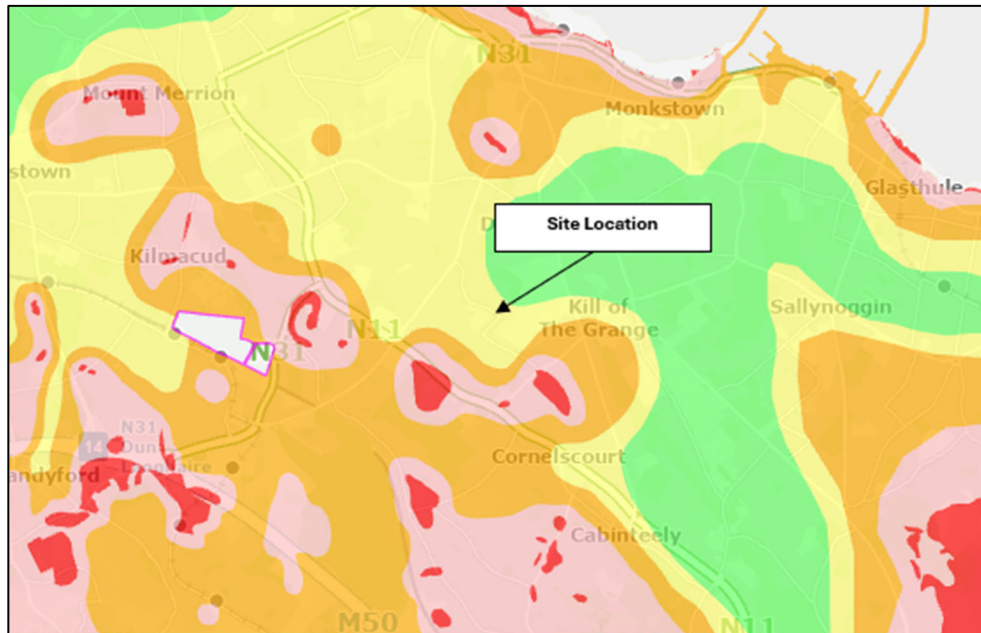 N31
Mount Merrion
Monkstown
stown
Glasthule
D
Site Location
Kilmacud
Kill of
The Grange
Sallynoggin
N11
N31
14
N31
Dun
Laoghaire
andyford
Cornelscourt
Cabinteely
M50
N11